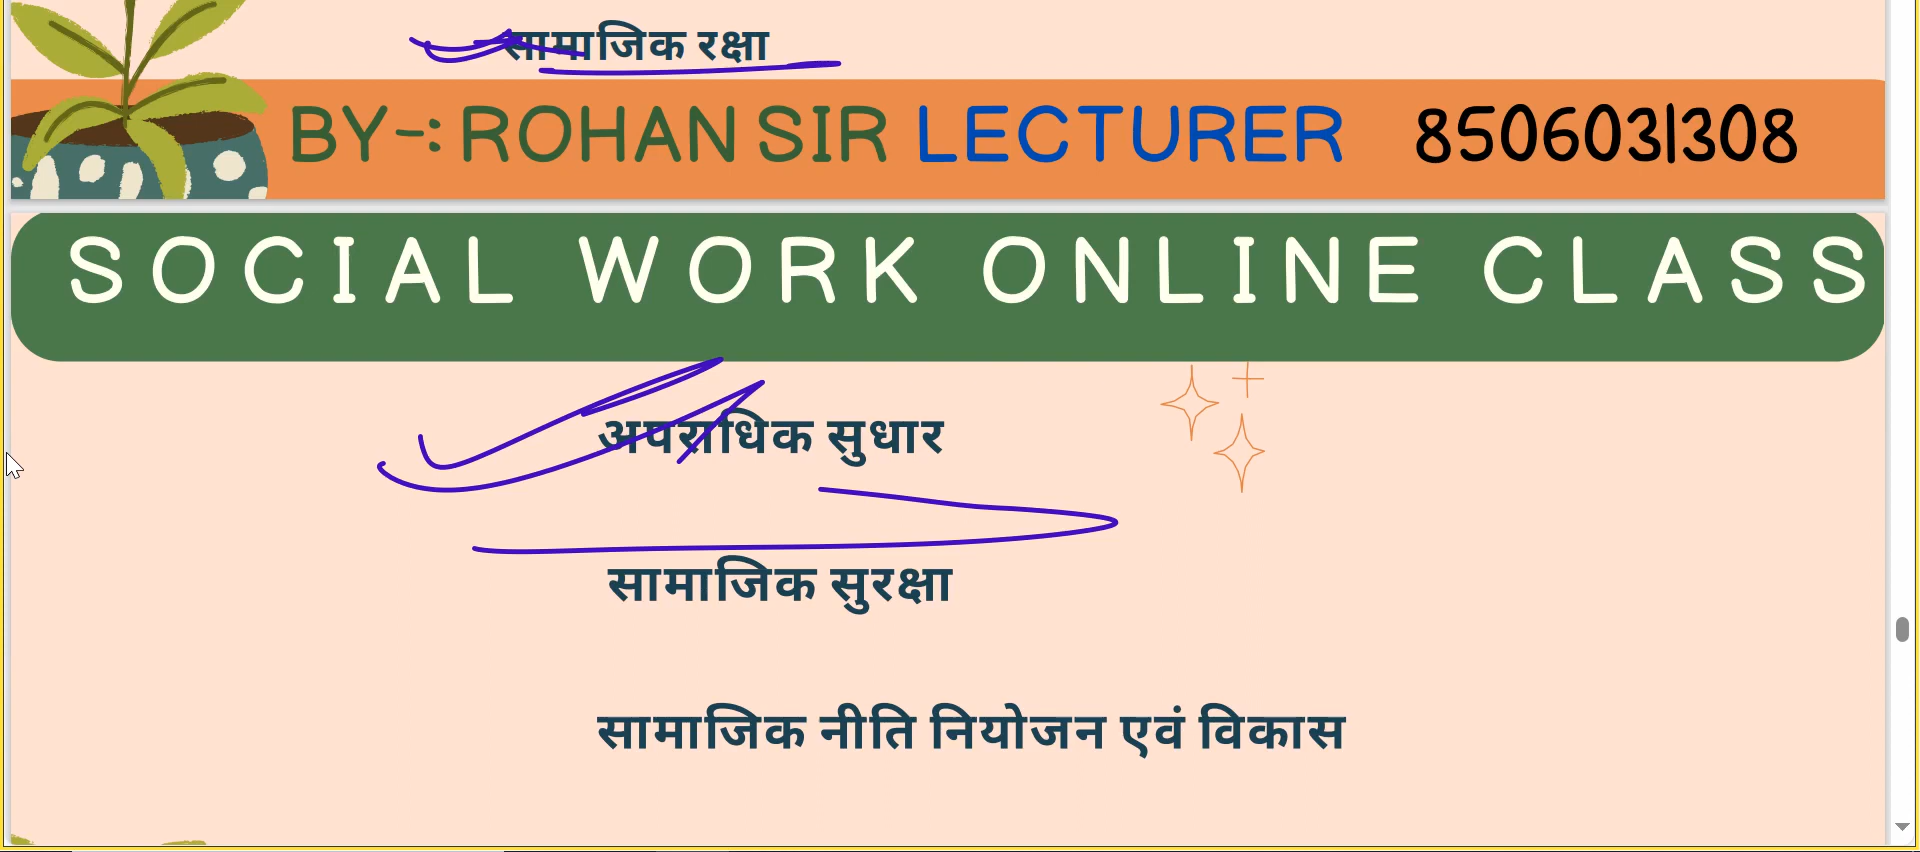 सामाजिक रक्षा
BY-: ROHAN SIR LECTURER 8506031308
SOCIAL WORK ONLINE CLASS
अपराधिक सुधार
सामाजिक सुरक्षा
सामाजिक नीति नियोजन एवं विकास